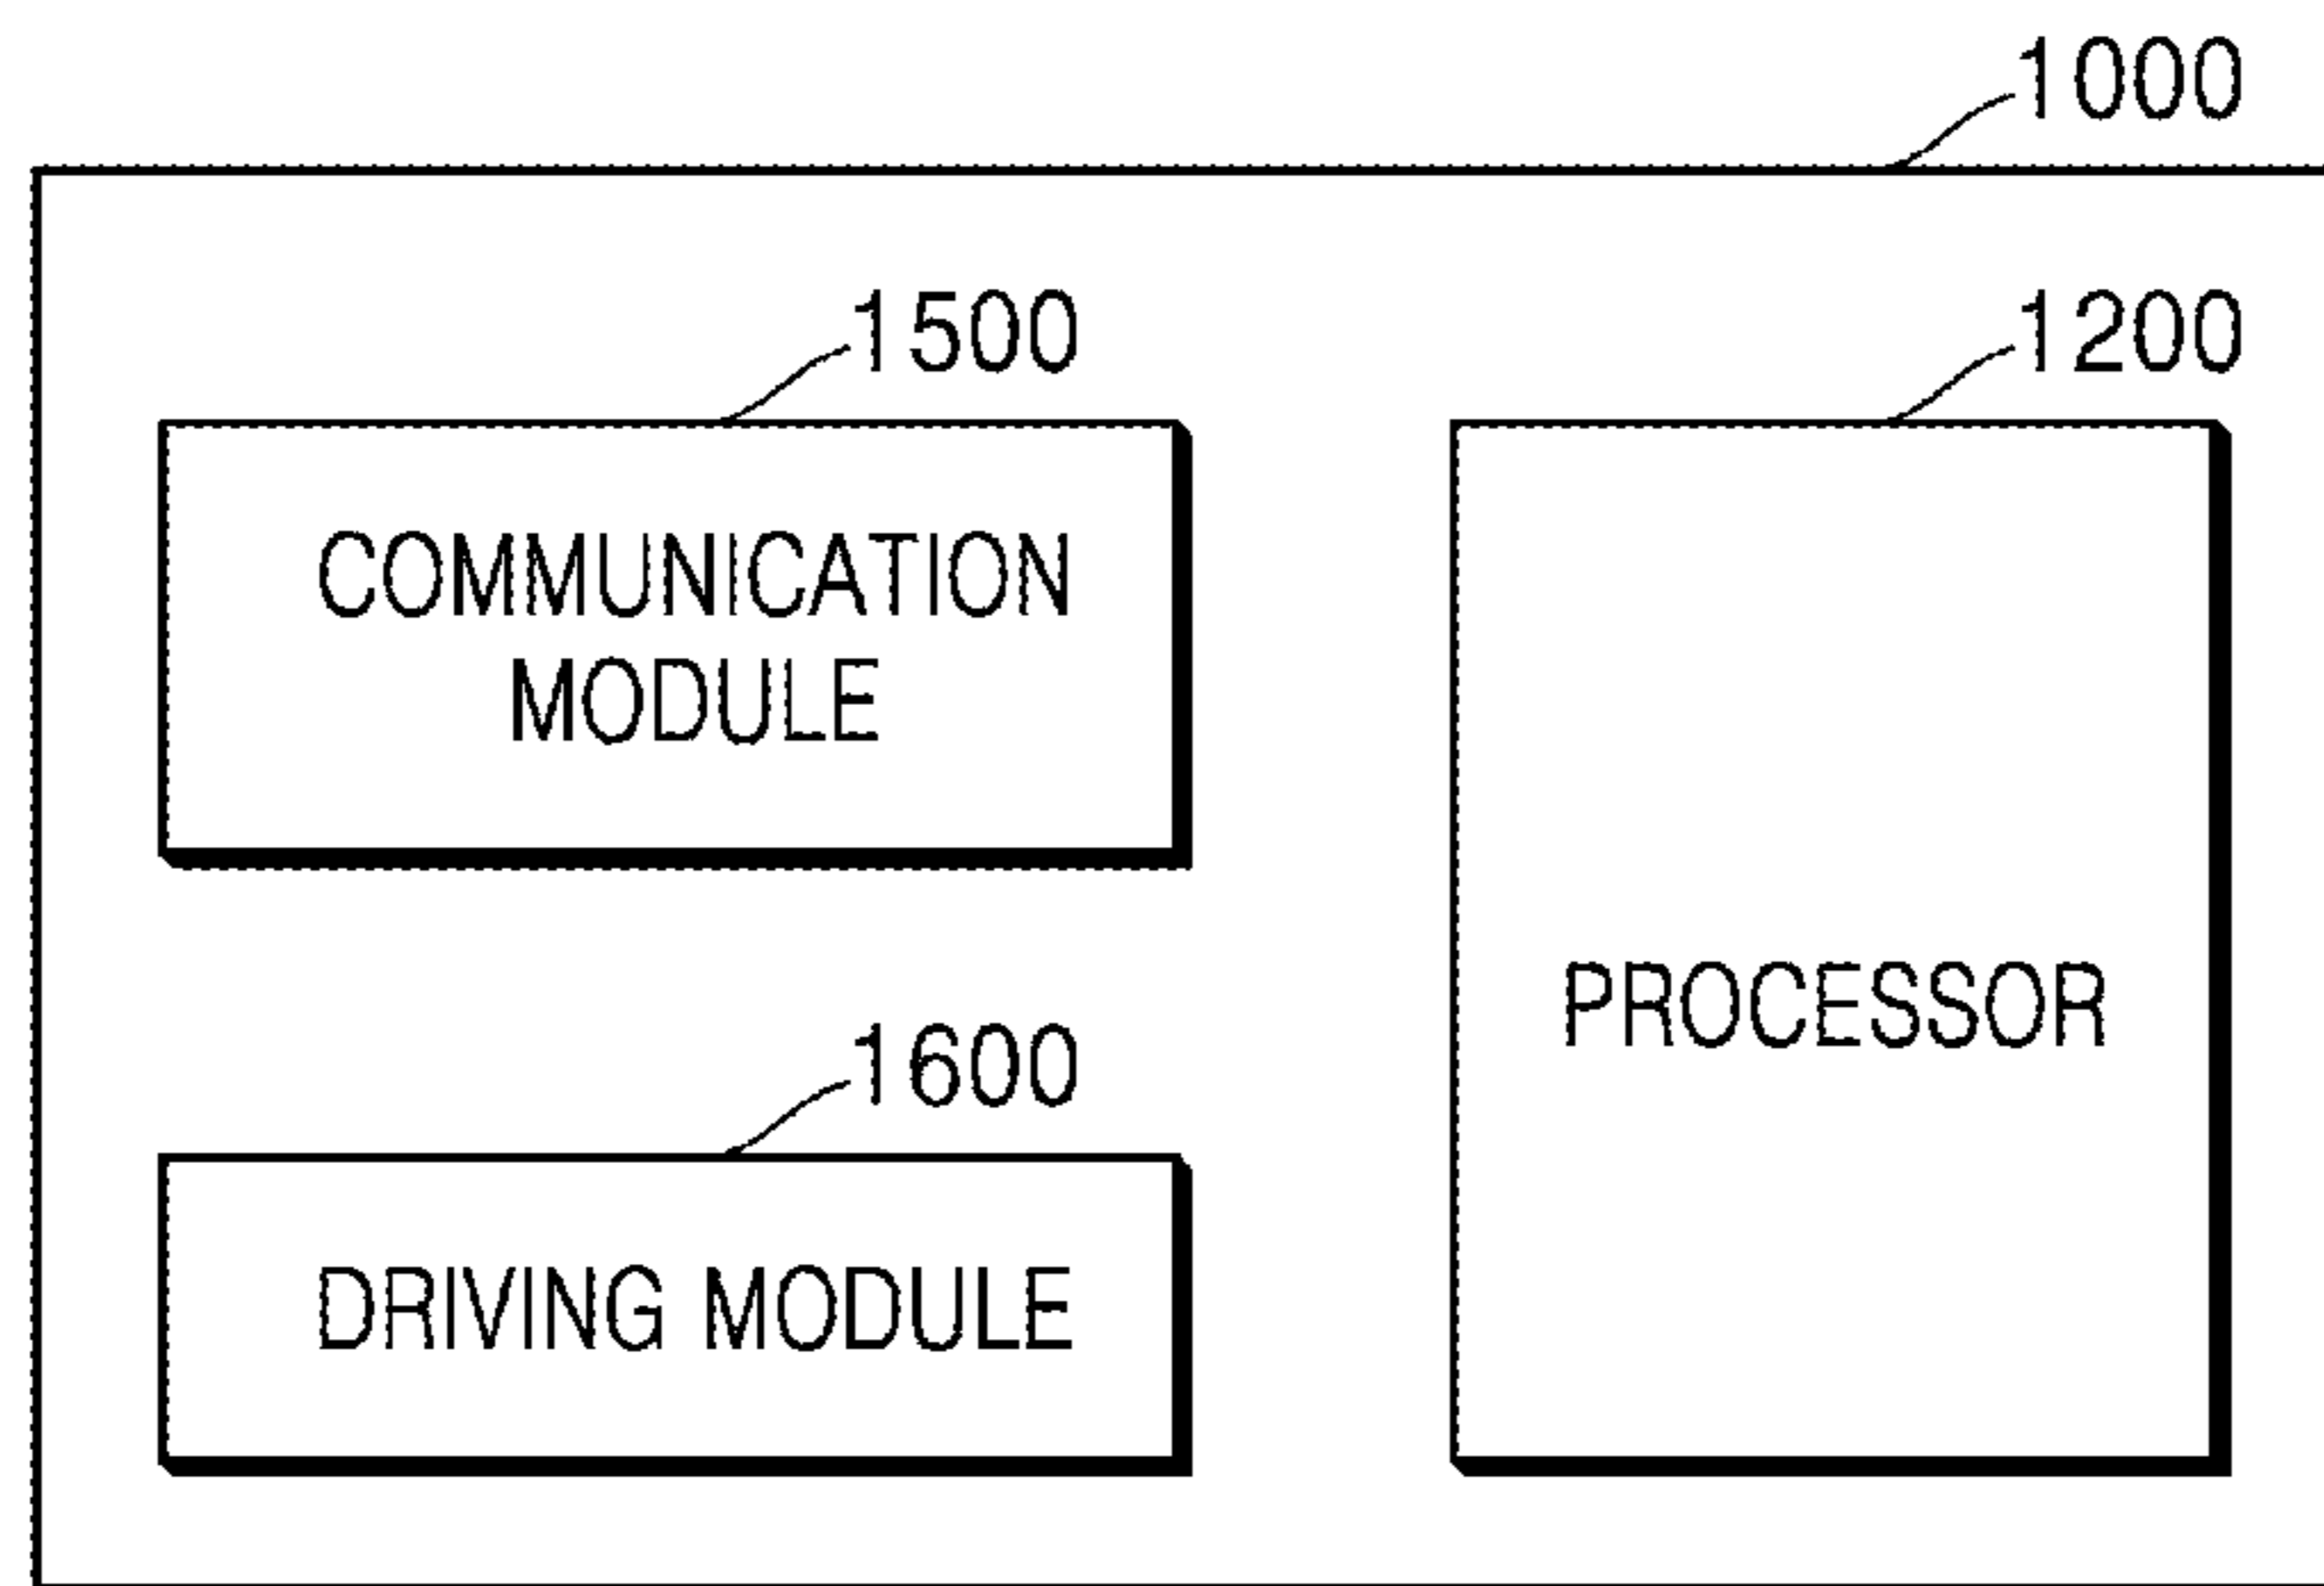 1000
1500
1200
COMMUNICATION
MODULE
PROCESSOR
1600
DRIVING MODULE